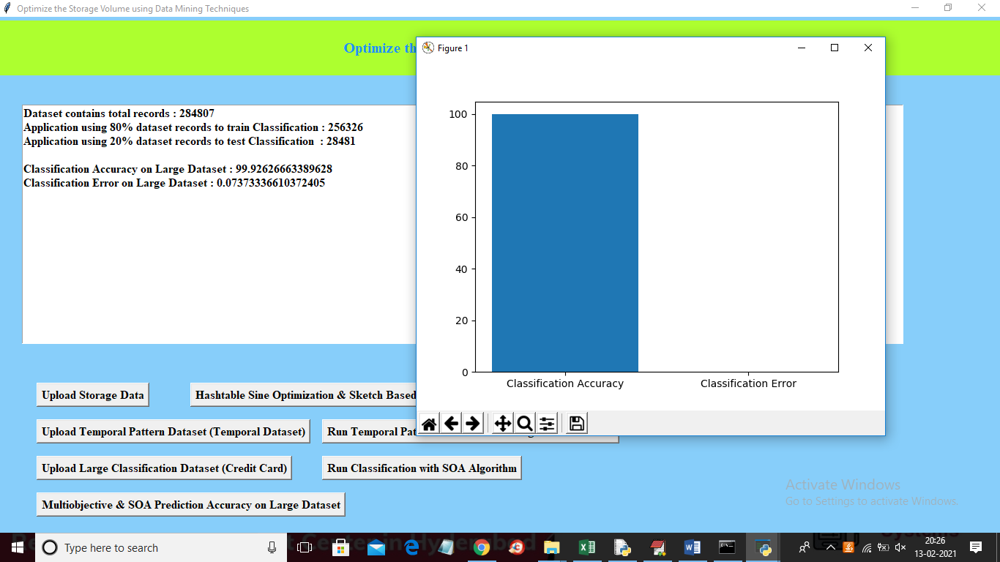 Optimize the Storage Volume using Data Mining Techniques
Optimize th
Figure 1
Dataset contains total records : 284807
Application using 80% dataset records to train Classification : 256326
Application using 20% dataset records to test Classification : 28481
Classification Accuracy on Large Dataset : 99.92626663389628
Classification Error on Large Dataset : 0.07373336610372405
100
80
60
40
20
0
Classification Accuracy
Classification Error
Upload Storage Data
Hashtable Sine Optimization & Sketch Based
Upload Temporal Pattern Dataset (Temporal Dataset)
Run Temporal Pat
Upload Large Classification Dataset (Credit Card)
Run Classification with SOA Algorithm
Multiobjective & SOA Prediction Accuracy on Large Dataset
Activate Windows
Go to Settings to activate Windows.
Type here to search
Systems
20:26
13-02-2021